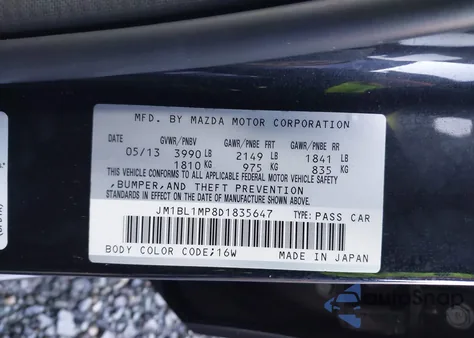 MFD. BY MAZDA MOTOR CORPORATION
DATE GVWR/PNBV GAWR/PNBE FRT GAWR/PNBE RR
05/13 3990 LB 2149 LB 1841 LB
1810 KG 975 KG 835 KG
THIS VEHICLE CONFORMS TO ALL APPLICABLE FEDERAL MOTOR VEHICLE SAFETY
,BUMPER,AND THEFT PREVENTION
STANDARDS IN EFFECT ON THE DATE OF MANUFACTURE SHOWN ABOVE.
JM1BL1MP8D1835647 TYPE: PASS CAR
BODY COLOR CODE;16W MADE IN JAPAN
AutoSnap